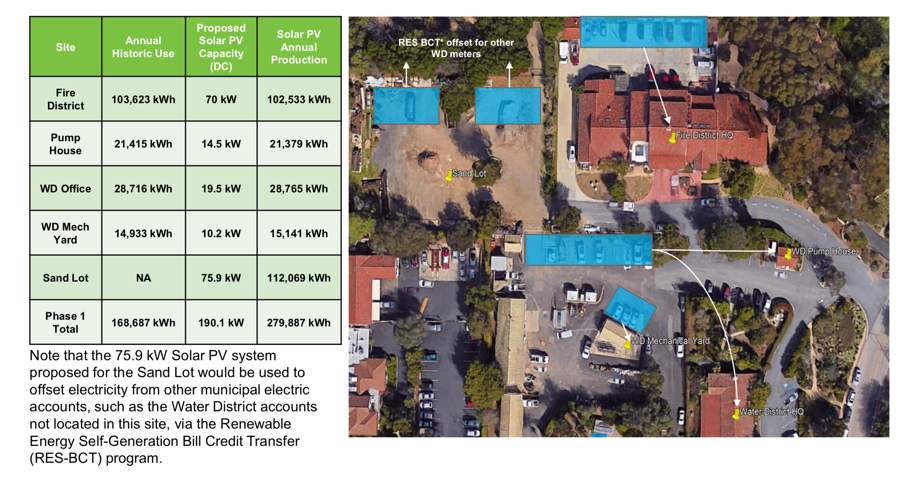 Site
Annual
Historic Use
Proposed
Solar PV
Capacity
(DC)
Solar PV
Annual
Production
Fire
District
103,623 kWh
70 kW
102,533 kWh
Pump
House
21,415 kWh
14.5 kW
21,379 kWh
WD Office
28,716 kWh
19.5 kW
28,765 kWh
WD Mech
Yard
14,933 kWh
10.2 kW
15,141 kWh
Sand Lot
NA
75.9 kW
112,069 kWh
Phase 1
Total
168,687 kWh
190.1 kW
279,887 kWh
Note that the 75.9 kW Solar PV system
proposed for the Sand Lot would be used to
offset electricity from other municipal electric
accounts, such as the Water District accounts
not located in this site, via the Renewable
Energy Self-Generation Bill Credit Transfer
(RES-BCT) program.
RES BCT* offset for other
WD meters
Fire District HQ
Sand Lot
WD Pump House
WD Mechanical Yard
Water District HQ